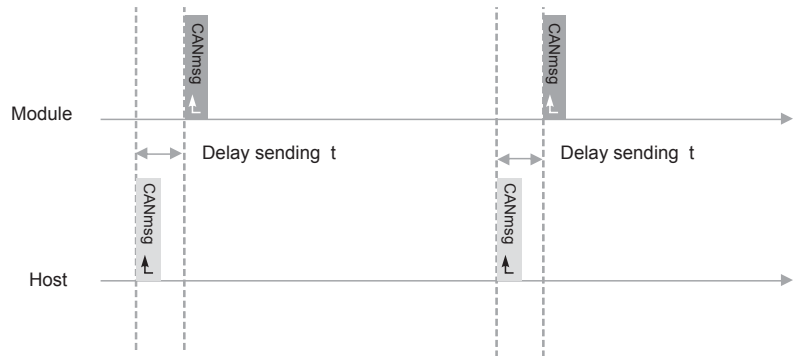 CANmsg
CANmsg
Module
Delay sending t
Delay sending t
CANmsg
CANmsg
Host